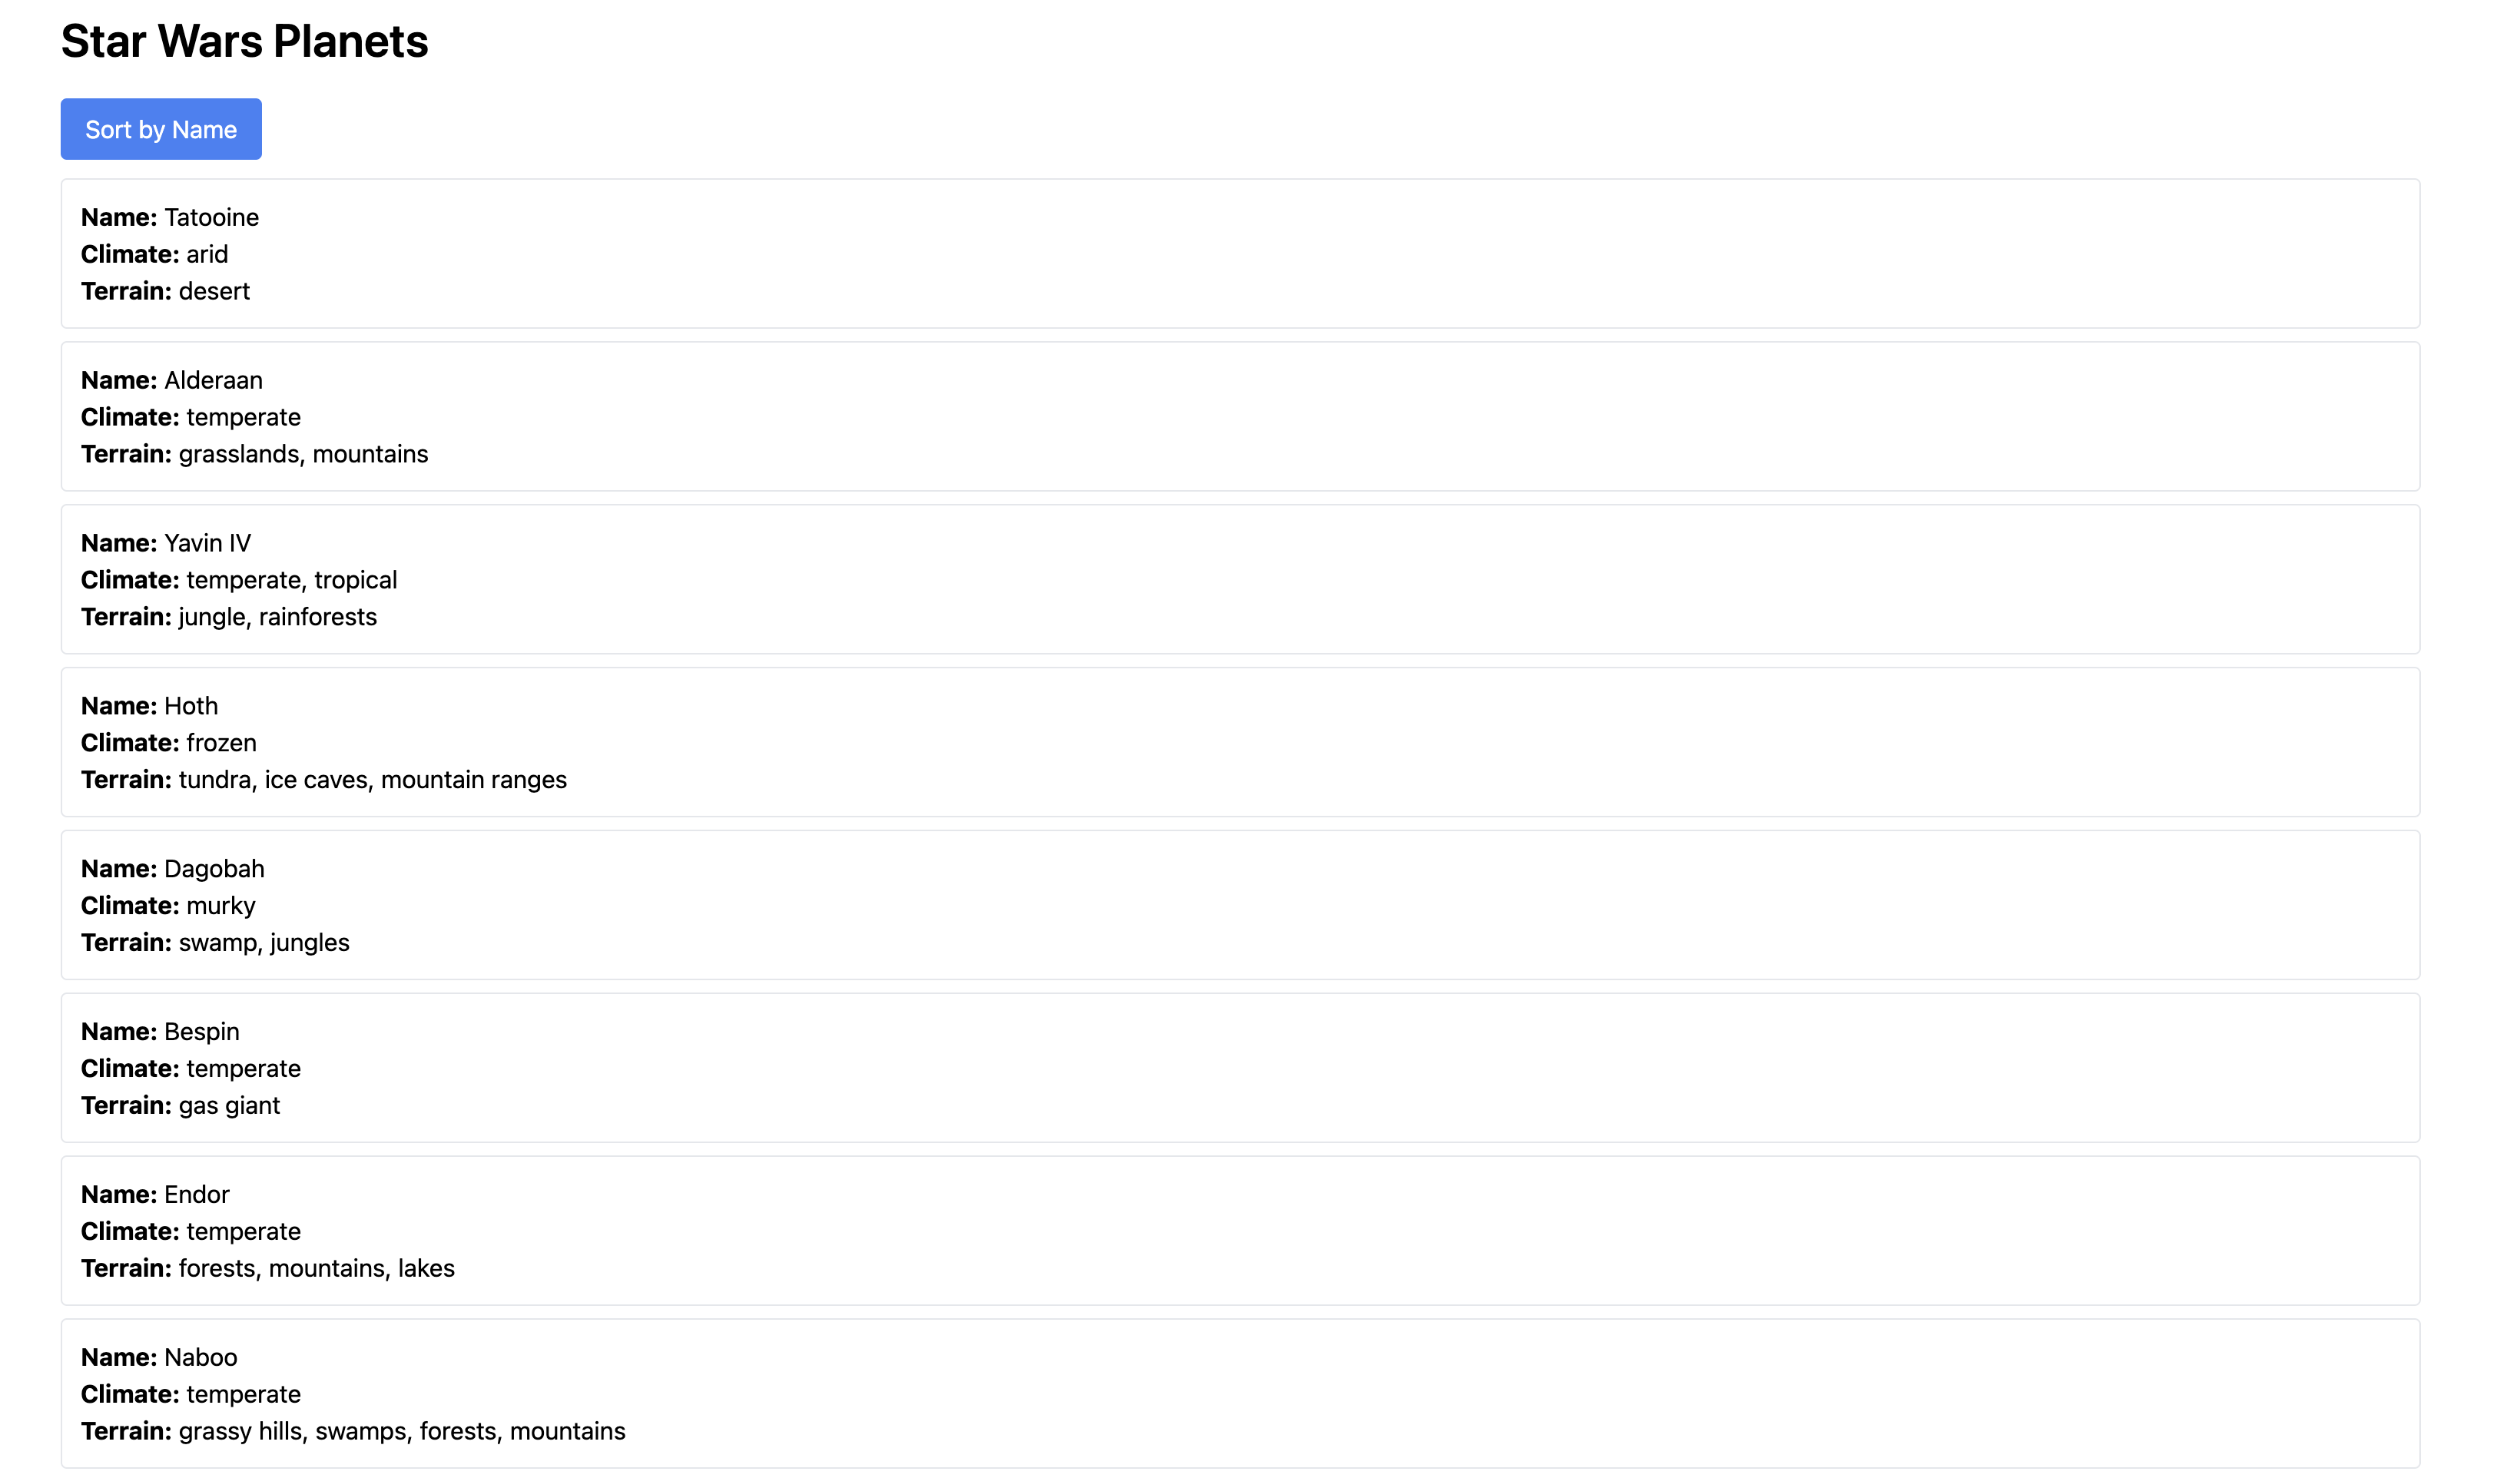 Star Wars Planets
Sort by Name
Name: Tatooine
Climate: arid
Terrain: desert
Name: Alderaan
Climate: temperate
Terrain: grasslands, mountains
Name: Yavin IV
Climate: temperate, tropical
Terrain: jungle, rainforests
Name: Hoth
Climate: frozen
Terrain: tundra, ice caves, mountain ranges
Name: Dagobah
Climate: murky
Terrain: swamp, jungles
Name: Bespin
Climate: temperate
Terrain: gas giant
Name: Endor
Climate: temperate
Terrain: forests, mountains, lakes
Name: Naboo
Climate: temperate
Terrain: grassy hills, swamps, forests, mountains